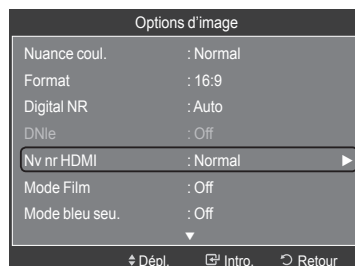 Options d’image
Nuance coul. : Normal
Format : 16:9
Digital NR : Auto
DNIe : Off
Nv nr HDMI : Normal
Mode Film : Off
Mode bleu seu. : Off
Dépl. Intro. Retour